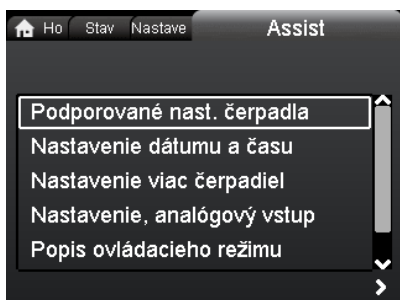 Ho Stav Nastave Assist
Podporované nast. čerpadla
Nastavenie dátumu a času
Nastavenie viac čerpadiel
Nastavenie, analógový vstup
Popis ovládacieho režimu